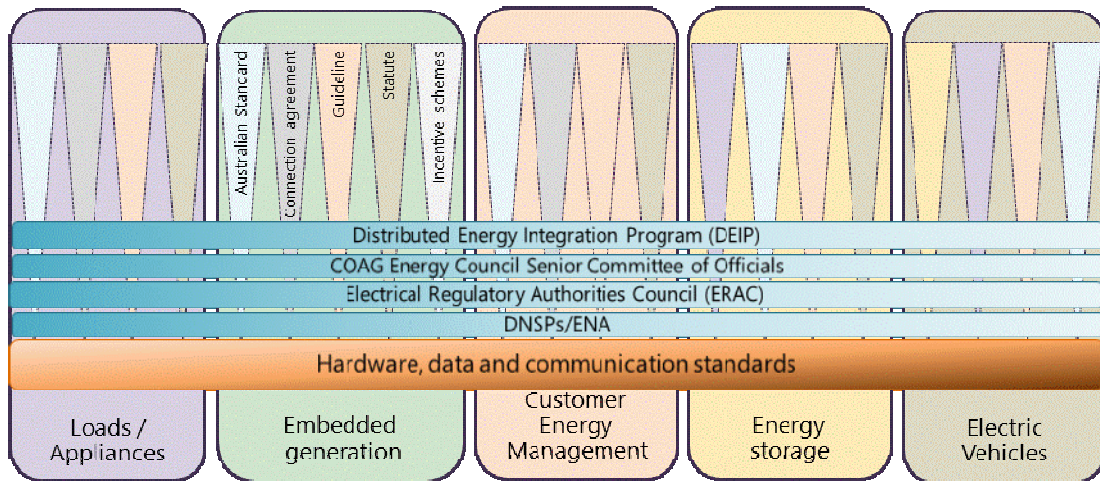 Australian Standard
Connection agreement
Guideline
Statute
Incentive schemes
Distributed Energy Integration Program (DEIP)
COAG Energy Council Senior Committee of Officials
Electrical Regulatory Authorities Council (ERAC)
DNSPs/ENA
Hardware, data and communication standards
Loads /
Appliances
Embedded
generation
Customer
Energy
Management
Energy
storage
Electric
Vehicles